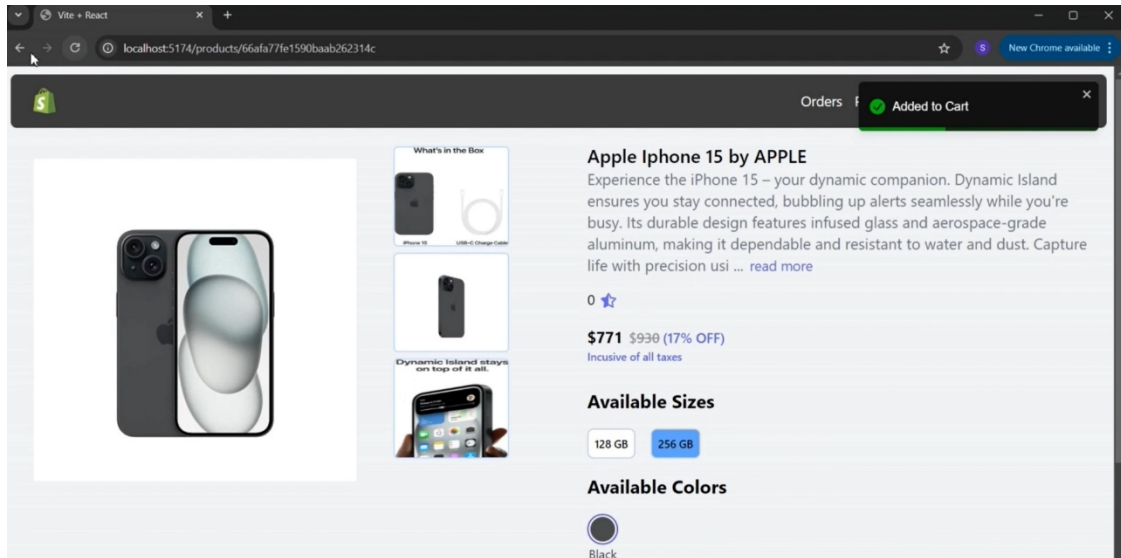 Vite + React
localhost:5174/products/66afa77fe1590baab262314c
S
New Chrome available
S
Orders
Added to Cart
What's in the Box
iPhone 15 USB-C Charge Cable
Dynamic Island stays
on top of it all.
Apple Iphone 15 by APPLE
Experience the iPhone 15 – your dynamic companion. Dynamic Island
ensures you stay connected, bubbling up alerts seamlessly while you're
busy. Its durable design features infused glass and aerospace-grade
aluminum, making it dependable and resistant to water and dust. Capture
life with precision usi ... read more
0
$771 $930 (17% OFF)
Incusive of all taxes
Available Sizes
128 GB 256 GB
Available Colors
Black